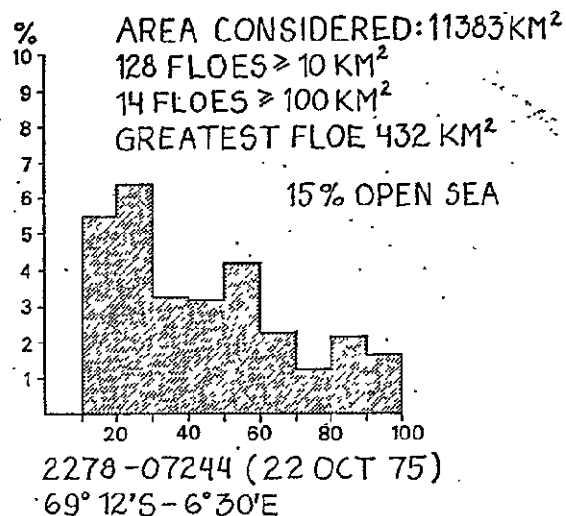 %
AREA CONSIDERED: 11383 KM²
10
128 FLOES ≥ 10 KM²
9
14 FLOES ≥ 100 KM²
8
GREATEST FLOE 432 KM²
7
15% OPEN SEA
6
5
4
3
2
1
20 40 60 80 100
2278-07244 (22 OCT 75)
69° 12'S - 6° 30'E